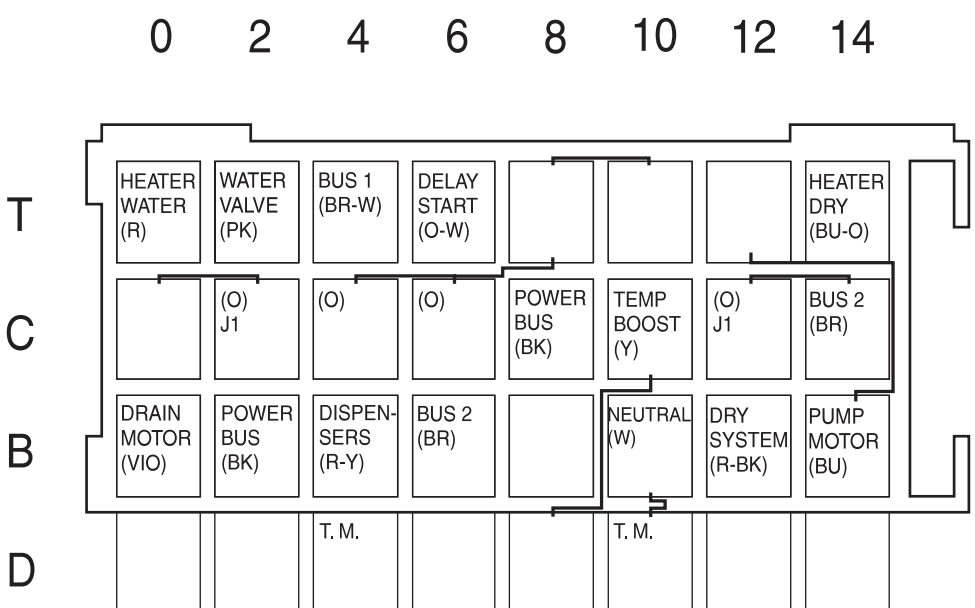 0 2 4 6 8 10 12 14
T
HEATER
WATER
(R)
WATER
VALVE
(PK)
BUS 1
(BR-W)
DELAY
START
(O-W)
HEATER
DRY
(BU-O)
C
(O)
J1
(O)
(O)
POWER
BUS
(BK)
TEMP
BOOST
(Y)
(O)
J1
BUS 2
(BR)
B
DRAIN
MOTOR
(VIO)
POWER
BUS
(BK)
DISPEN-
SERS
(R-Y)
BUS 2
(BR)
NEUTRAL
(W)
DRY
SYSTEM
(R-BK)
PUMP
MOTOR
(BU)
D
T. M.
T. M.